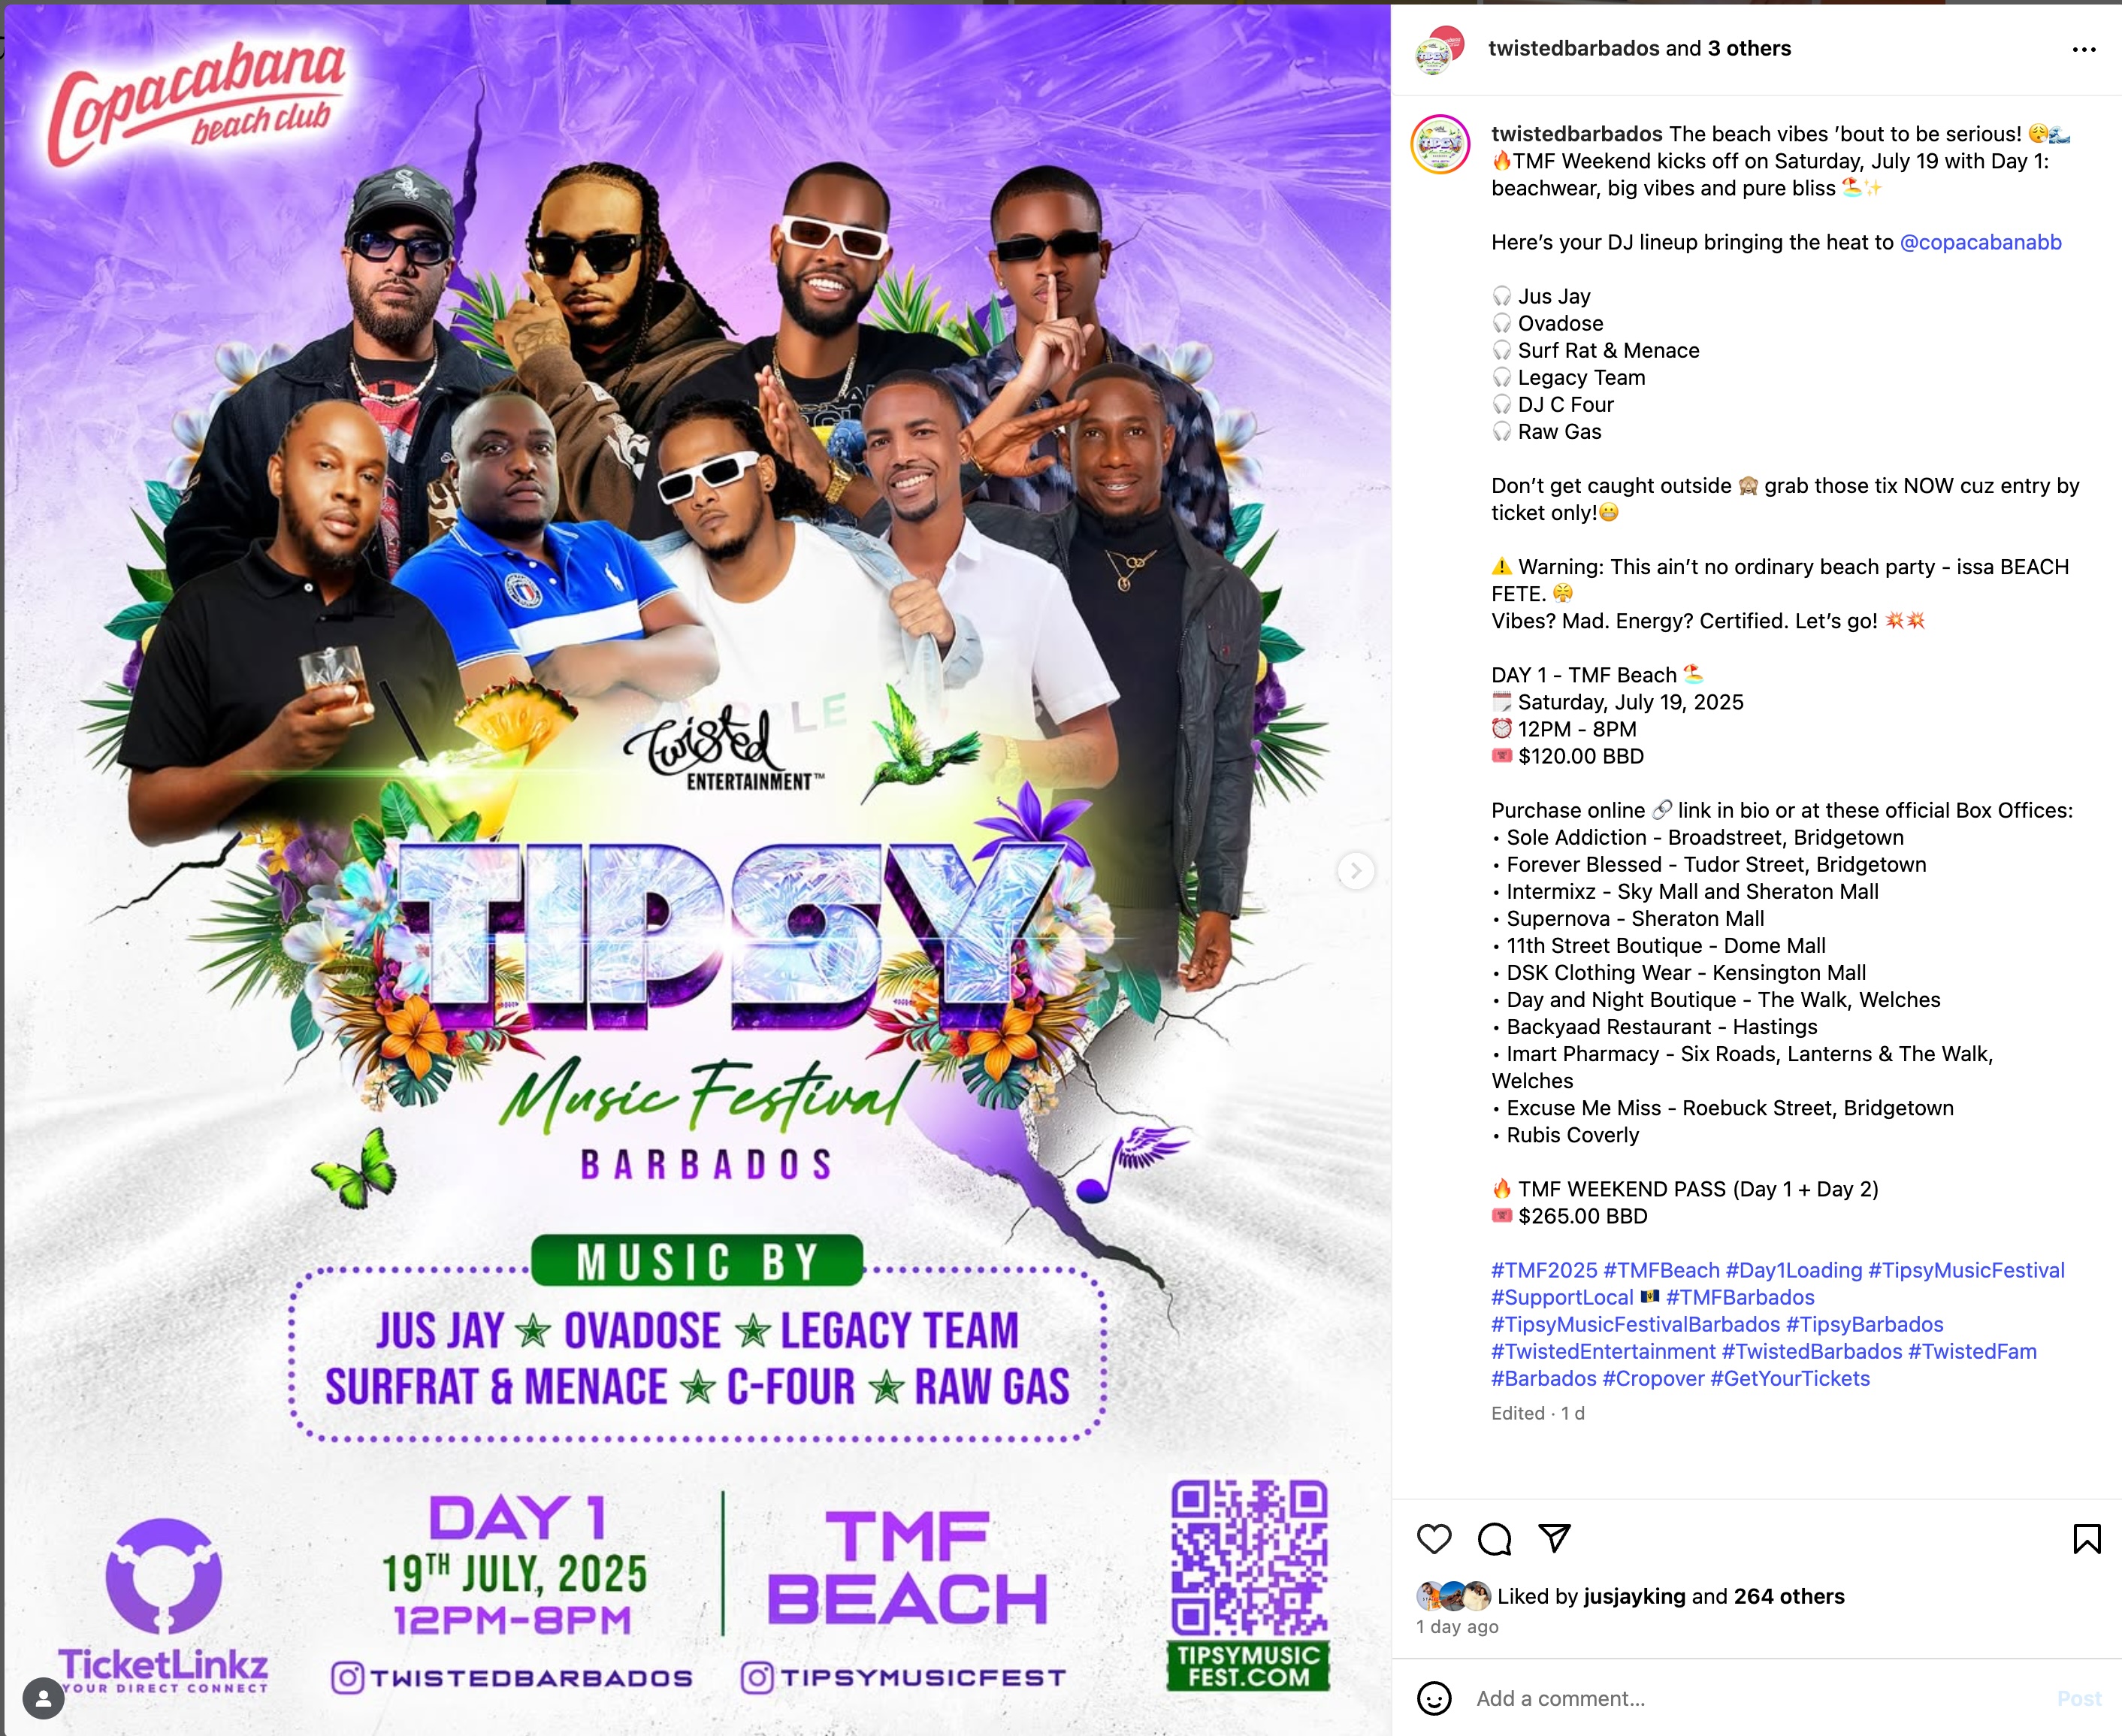 Copacabana
beach club
Twisted
ENTERTAINMENT™
TIPSY
Music Festival
BARBADOS
MUSIC BY
JUS JAY ★ OVADOSE ★ LEGACY TEAM
SURFRAT & MENACE ★ C-FOUR ★ RAW GAS
TicketLinkz
YOUR DIRECT CONNECT
DAY 1
19TH JULY, 2025
12PM-8PM
TMF
BEACH
TWISTEDBARBADOS
TIPSYMUSICFEST
TIPSYMUSIC
FEST.COM
twistedbarbados and 3 others
twistedbarbados The beach vibes ’bout to be serious! 😮‍💨🌊
🔥TMF Weekend kicks off on Saturday, July 19 with Day 1:
beachwear, big vibes and pure bliss 🏖️✨
Here’s your DJ lineup bringing the heat to @copacabanabb
🎧 Jus Jay
🎧 Ovadose
🎧 Surf Rat & Menace
🎧 Legacy Team
🎧 DJ C Four
🎧 Raw Gas
Don’t get caught outside 🙈 grab those tix NOW cuz entry by
ticket only!😬
⚠️ Warning: This ain’t no ordinary beach party - issa BEACH
FETE. 😤
Vibes? Mad. Energy? Certified. Let’s go! 💥💥
DAY 1 - TMF Beach 🏖️
🗓️ Saturday, July 19, 2025
⏰ 12PM - 8PM
🎟️ $120.00 BBD
Purchase online 🔗 link in bio or at these official Box Offices:
• Sole Addiction - Broadstreet, Bridgetown
• Forever Blessed - Tudor Street, Bridgetown
• Intermixz - Sky Mall and Sheraton Mall
• Supernova - Sheraton Mall
• 11th Street Boutique - Dome Mall
• DSK Clothing Wear - Kensington Mall
• Day and Night Boutique - The Walk, Welches
• Backyaad Restaurant - Hastings
• Imart Pharmacy - Six Roads, Lanterns & The Walk,
Welches
• Excuse Me Miss - Roebuck Street, Bridgetown
• Rubis Coverly
🔥 TMF WEEKEND PASS (Day 1 + Day 2)
🎟️ $265.00 BBD
#TMF2025 #TMFBeach #Day1Loading #TipsyMusicFestival
#SupportLocal 🇧🇧 #TMFBarbados
#TipsyMusicFestivalBarbados #TipsyBarbados
#TwistedEntertainment #TwistedBarbados #TwistedFam
#Barbados #Cropover #GetYourTickets
Edited · 1 d
Liked by jusjayking and 264 others
1 day ago
Add a comment...
Post